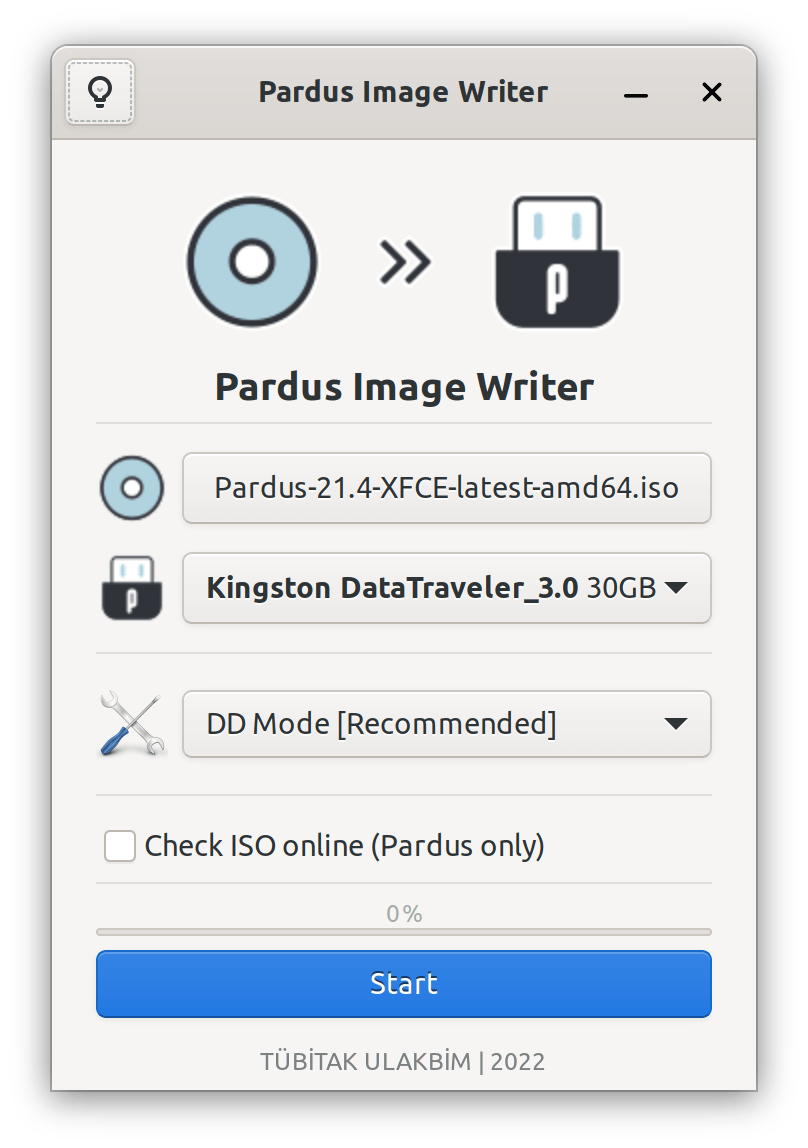 Pardus Image Writer
Pardus Image Writer
Pardus-21.4-XFCE-latest-amd64.iso
Kingston DataTraveler_3.0 30GB
DD Mode [Recommended]
Check ISO online (Pardus only)
0%
Start
TÜBİTAK ULAKBİM | 2022